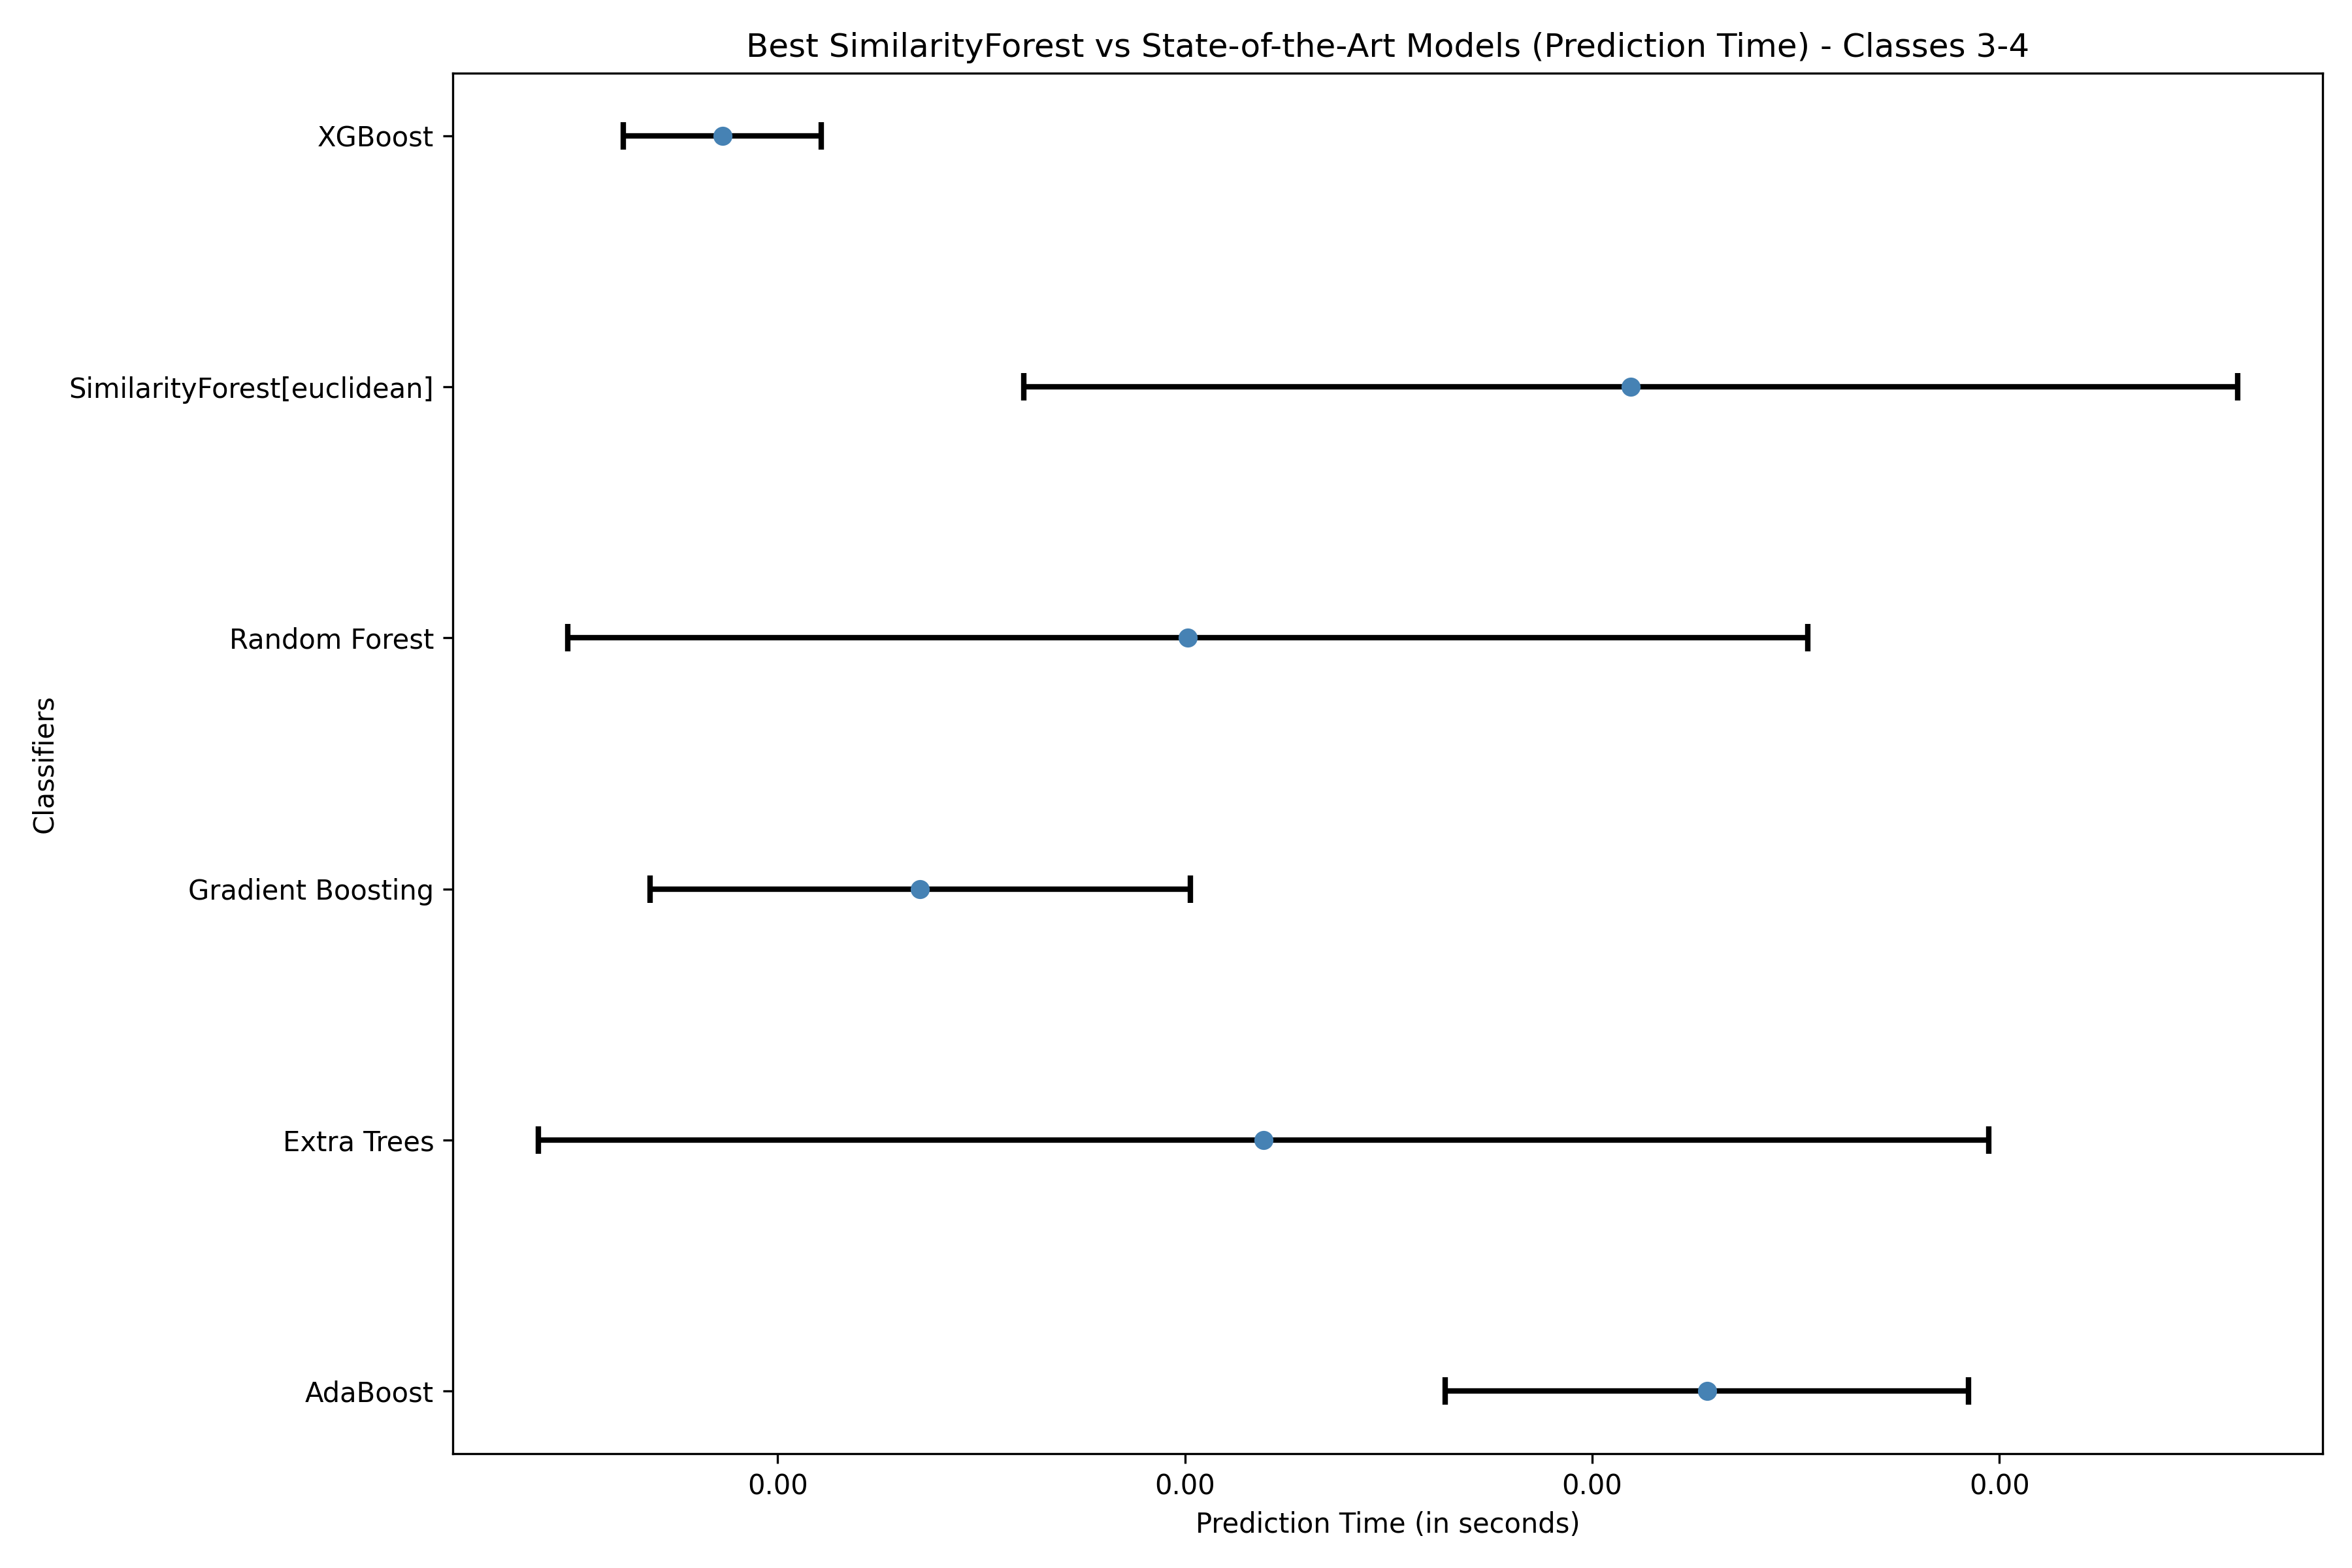 Best SimilarityForest vs State-of-the-Art Models (Prediction Time) - Classes 3-4
XGBoost
SimilarityForest[euclidean]
Random Forest
Gradient Boosting
Extra Trees
AdaBoost
Classifiers
0.00 0.00 0.00 0.00
Prediction Time (in seconds)